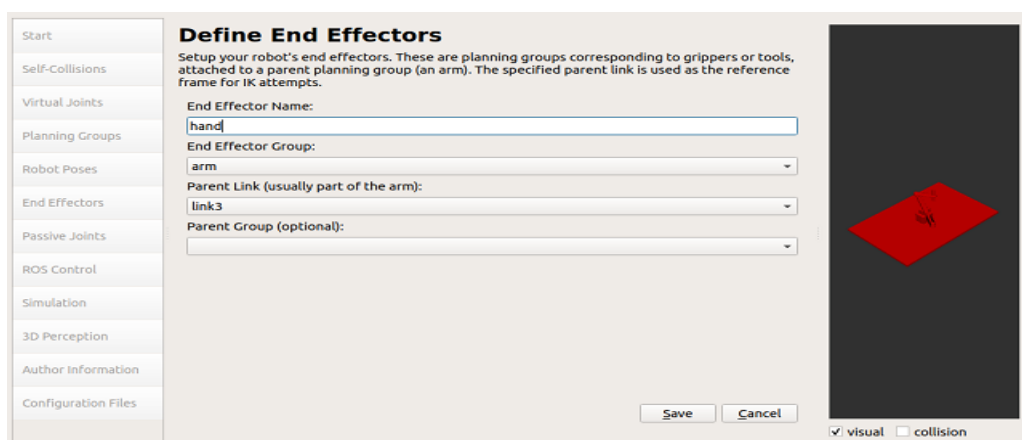 Start
Self-Collisions
Virtual Joints
Planning Groups
Robot Poses
End Effectors
Passive Joints
ROS Control
Simulation
3D Perception
Author Information
Configuration Files
Define End Effectors
Setup your robot's end effectors. These are planning groups corresponding to grippers or tools,
attached to a parent planning group (an arm). The specified parent link is used as the reference
frame for IK attempts.
End Effector Name:
hand
End Effector Group:
arm
Parent Link (usually part of the arm):
link3
Parent Group (optional):
Save Cancel
visual collision